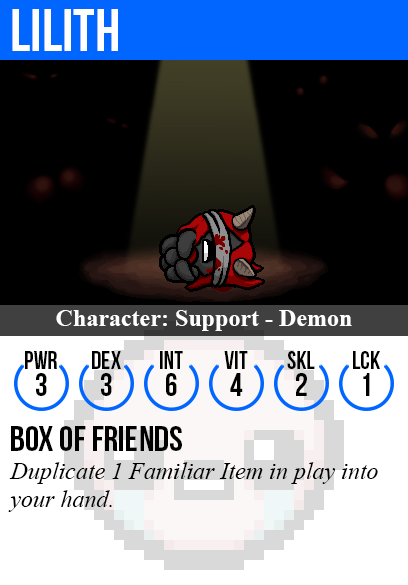 LILITH
Character: Support - Demon
PWR DEX INT VIT SKL LCK
3 3 6 4 2 1
BOX OF FRIENDS
Duplicate 1 Familiar Item in play into
your hand.